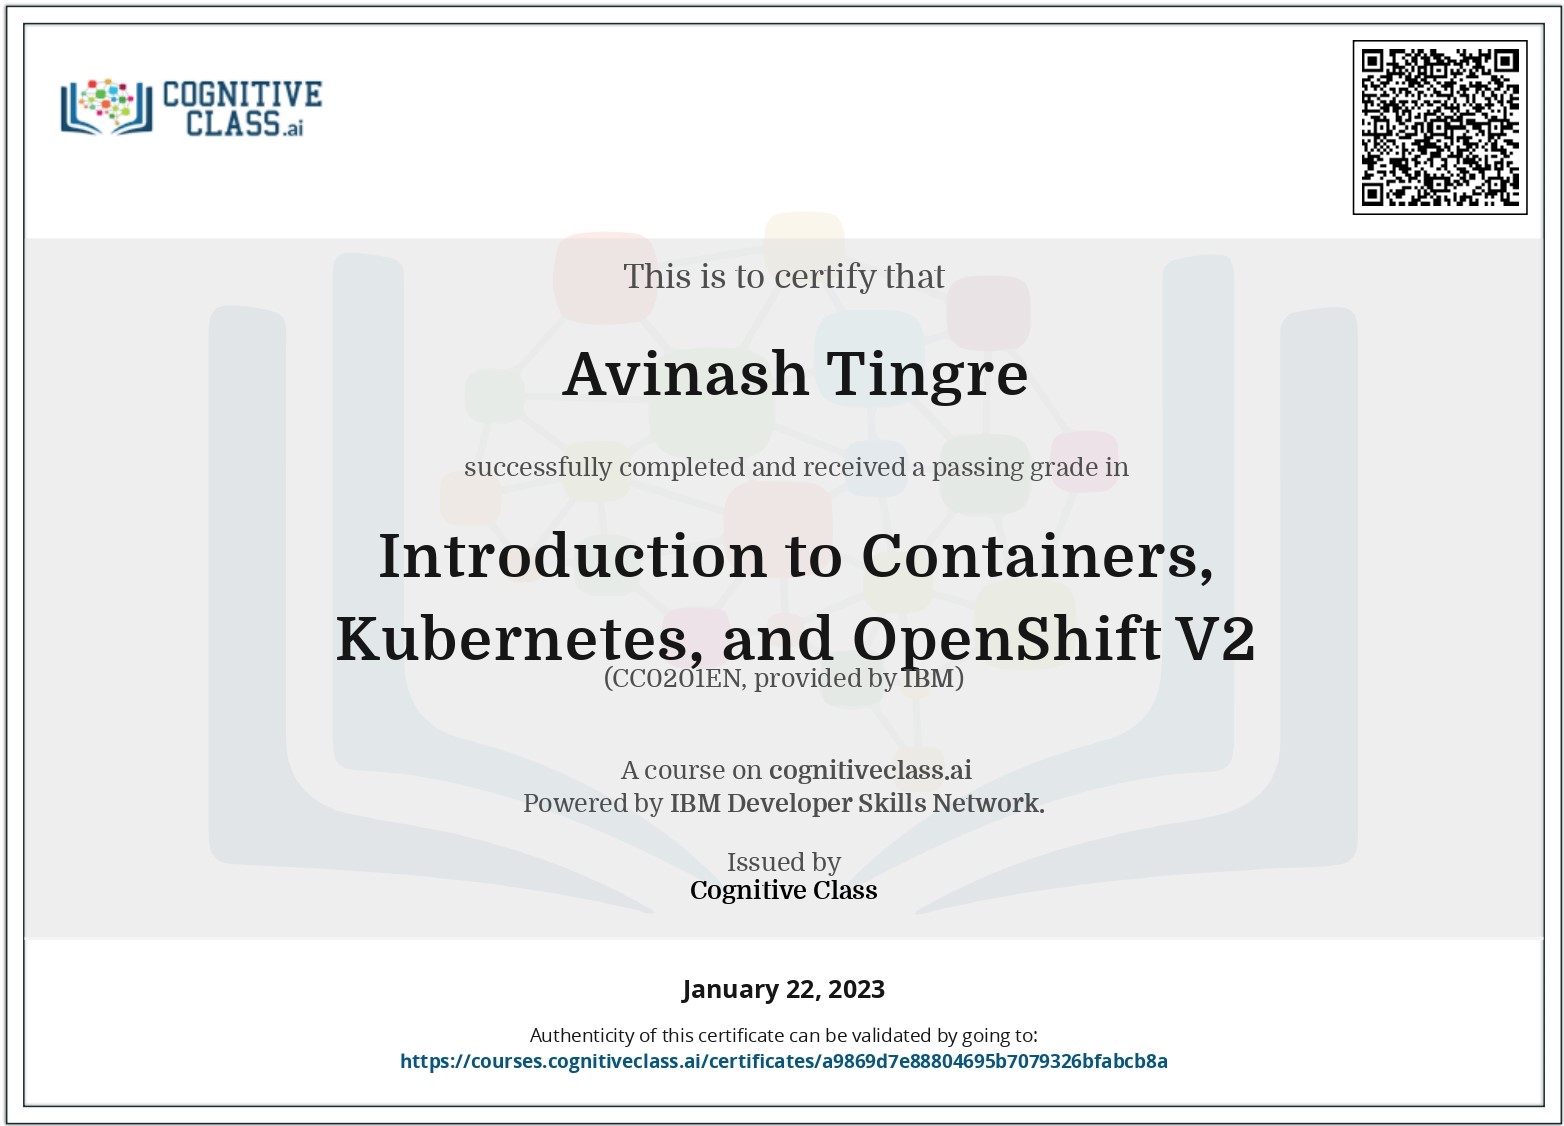 COGNITIVE
CLASS.ai
This is to certify that
Avinash Tingre
successfully completed and received a passing grade in
Introduction to Containers,
Kubernetes, and OpenShift V2
(CC0201EN, provided by IBM)
A course on cognitiveclass.ai
Powered by IBM Developer Skills Network.
Issued by
Cognitive Class
January 22, 2023
Authenticity of this certificate can be validated by going to:
https://courses.cognitiveclass.ai/certificates/a9869d7e88804695b7079326bfabcb8a